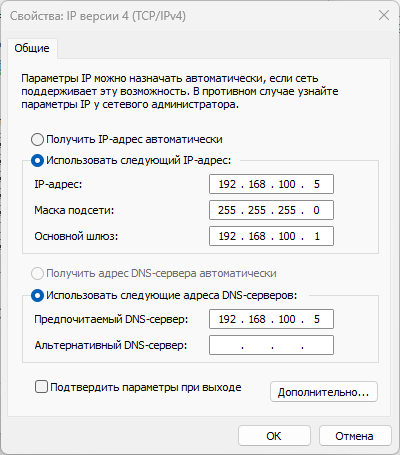 Свойства: IP версии 4 (TCP/IPv4)
Общие
Параметры IP можно назначать автоматически, если сеть
поддерживает эту возможность. В противном случае узнайте
параметры IP у сетевого администратора.
Получить IP-адрес автоматически
Использовать следующий IP-адрес:
IP-адрес: 192 . 168 . 100 . 5
Маска подсети: 255 . 255 . 255 . 0
Основной шлюз: 192 . 168 . 100 . 1
Получить адрес DNS-сервера автоматически
Использовать следующие адреса DNS-серверов:
Предпочитаемый DNS-сервер: 192 . 168 . 100 . 5
Альтернативный DNS-сервер: . . .
Подтвердить параметры при выходе
Дополнительно...
ОК Отмена